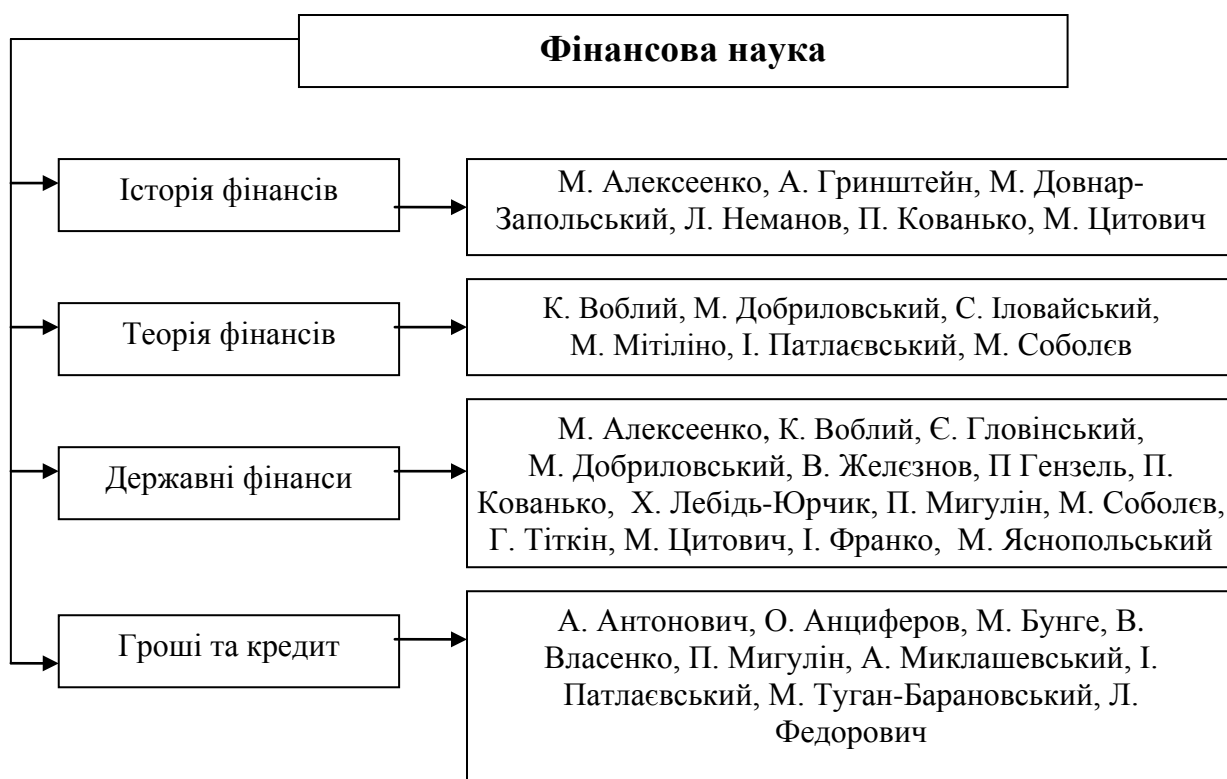 Фінансова наука
Історія фінансів
М. Алексеенко, А. Гринштейн, М. Довнар-
Запольський, Л. Неманов, П. Кованько, М. Цитович
Теорія фінансів
К. Воблий, М. Добриловський, С. Іловайський,
М. Мітіліно, І. Патлаєвський, М. Соболєв
Державні фінанси
М. Алексеенко, К. Воблий, Є. Гловінський,
М. Добриловський, В. Желєзнов, П Гензель, П.
Кованько, Х. Лебідь-Юрчик, П. Мигулін, М. Соболєв,
Г. Тіткін, М. Цитович, І. Франко, М. Яснопольський
Гроші та кредит
А. Антонович, О. Анциферов, М. Бунге, В.
Власенко, П. Мигулін, А. Миклашевський, І.
Патлаєвський, М. Туган-Барановський, Л.
Федорович